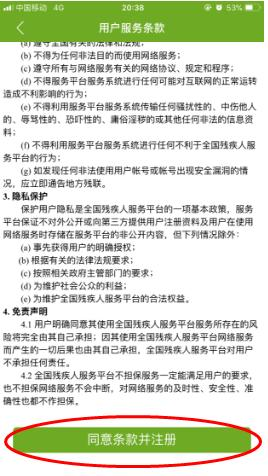 中国移动 4G 20:38 53%
用户服务条款
(a) 遵守全国有关的法律和法规;
(b) 不得为任何非法目的而使用网络服务;
(c) 遵守所有与网络服务有关的网络协议、规定和程序;
(d) 不得服务平台服务系统进行任何可能对互联网的正常运转
造成不利影响的行为;
(e) 不得利用服务平台服务系统传输任何骚扰性的、中伤他人
的、辱骂性的、恐吓性的、庸俗淫秽的或其他任何非法的信息资
料;
(f) 不得利用服务平台服务系统进行任何不利于全国残疾人服
务平台的行为;
(g) 如发现任何非法使用用户帐号或帐号出现安全漏洞的情
况，应立即通告地方残联。
3. 隐私保护
保护用户隐私是全国残疾人服务平台的一项基本政策，服务
平台保证不对外公开或向第三方提供用户注册资料及用户在使用
网络服务时存储在服务平台的非公开内容，但下列情况除外:
(a) 事先获得用户的明确授权;
(b) 根据有关的法律法规要求;
(c) 按照相关政府主管部门的要求;
(d) 为维护社会公众的利益;
(e) 为维护全国残疾人服务平台的合法权益。
4. 免责声明
4.1 用户明确同意其使用全国残疾人服务平台服务所存在的风
险将完全由其自己承担；因其使用全国残疾人服务平台网络服务
而产生的一切后果也由其自己承担，全国残疾人服务平台对用户
不承担任何责任。
4.2 全国残疾人服务平台不担保服务一定能满足用户的要求，
也不担保网络服务不会中断，对网络服务的及时性、安全性、准
确性也都不作担保。
同意条款并注册